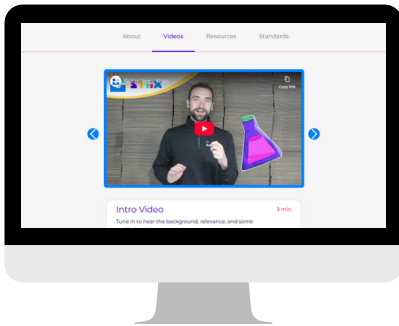 About Videos Resources Standards
Copy link
Intro Video 3 min
Tune in to hear the background, relevance, and some